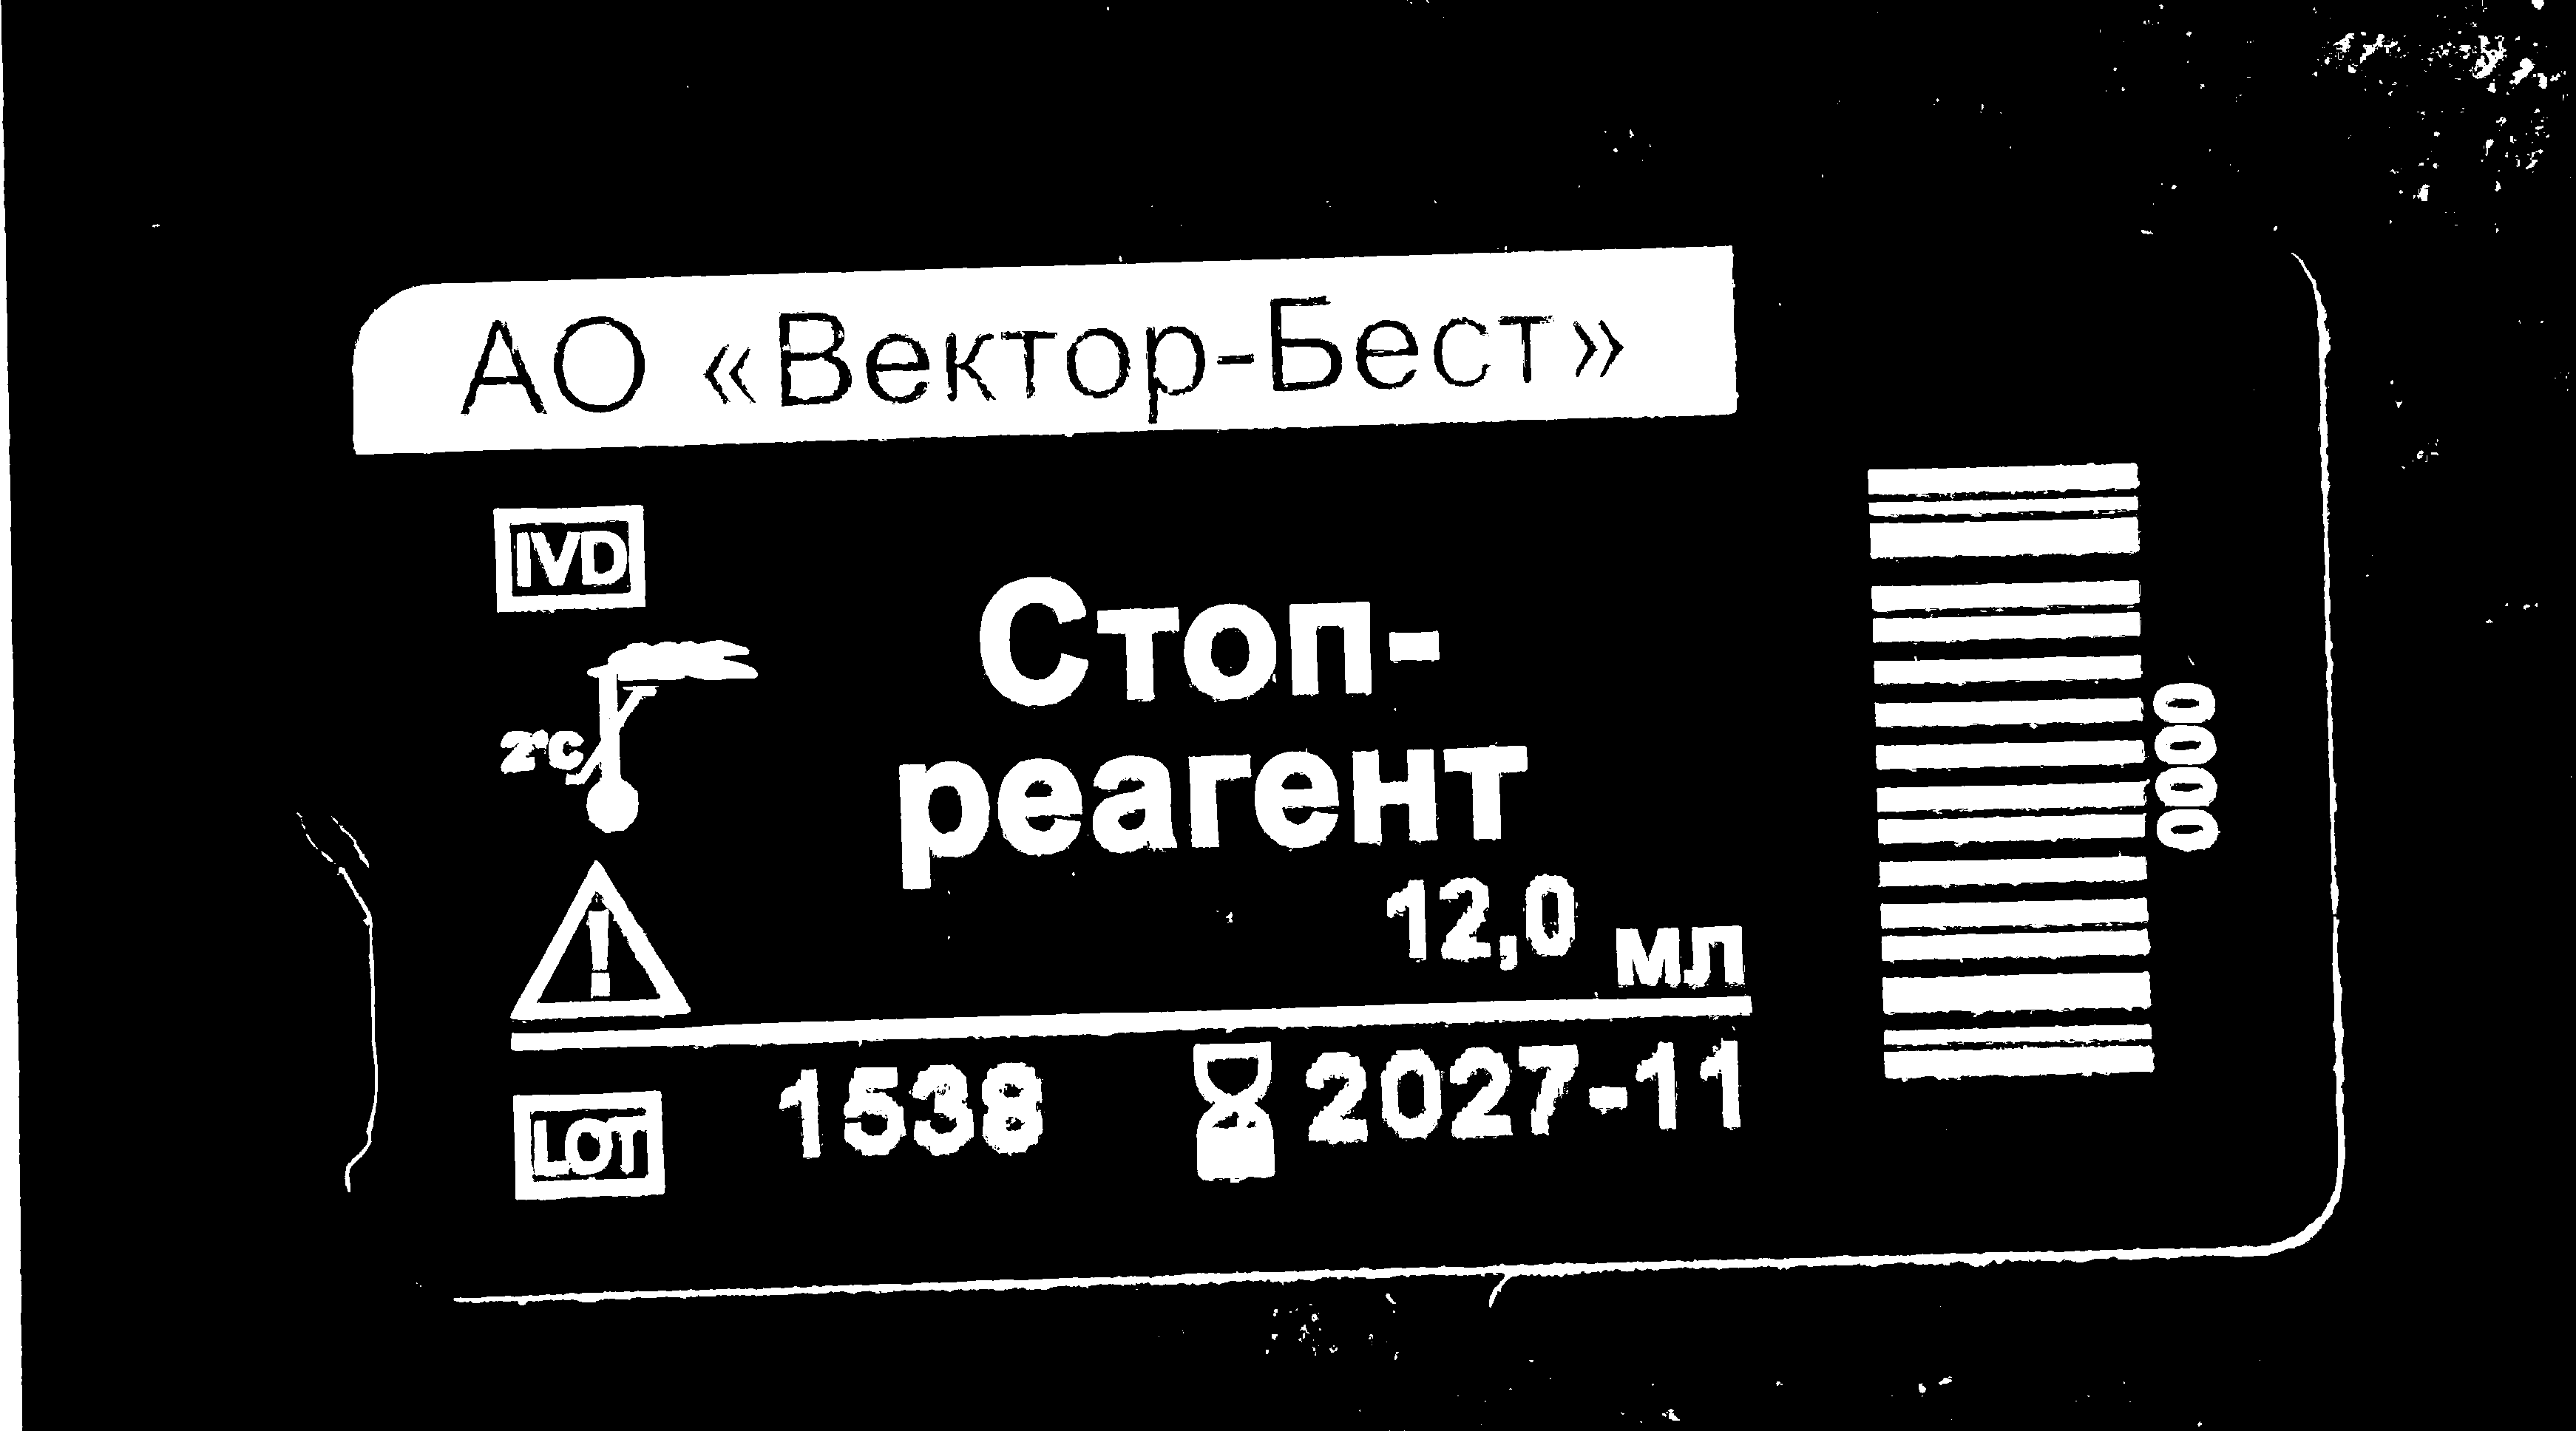 АО «Вектор-Бест»
IVD
Стоп-
реагент
2°C
12,0 мл
LOT 1538 2027-11
0000